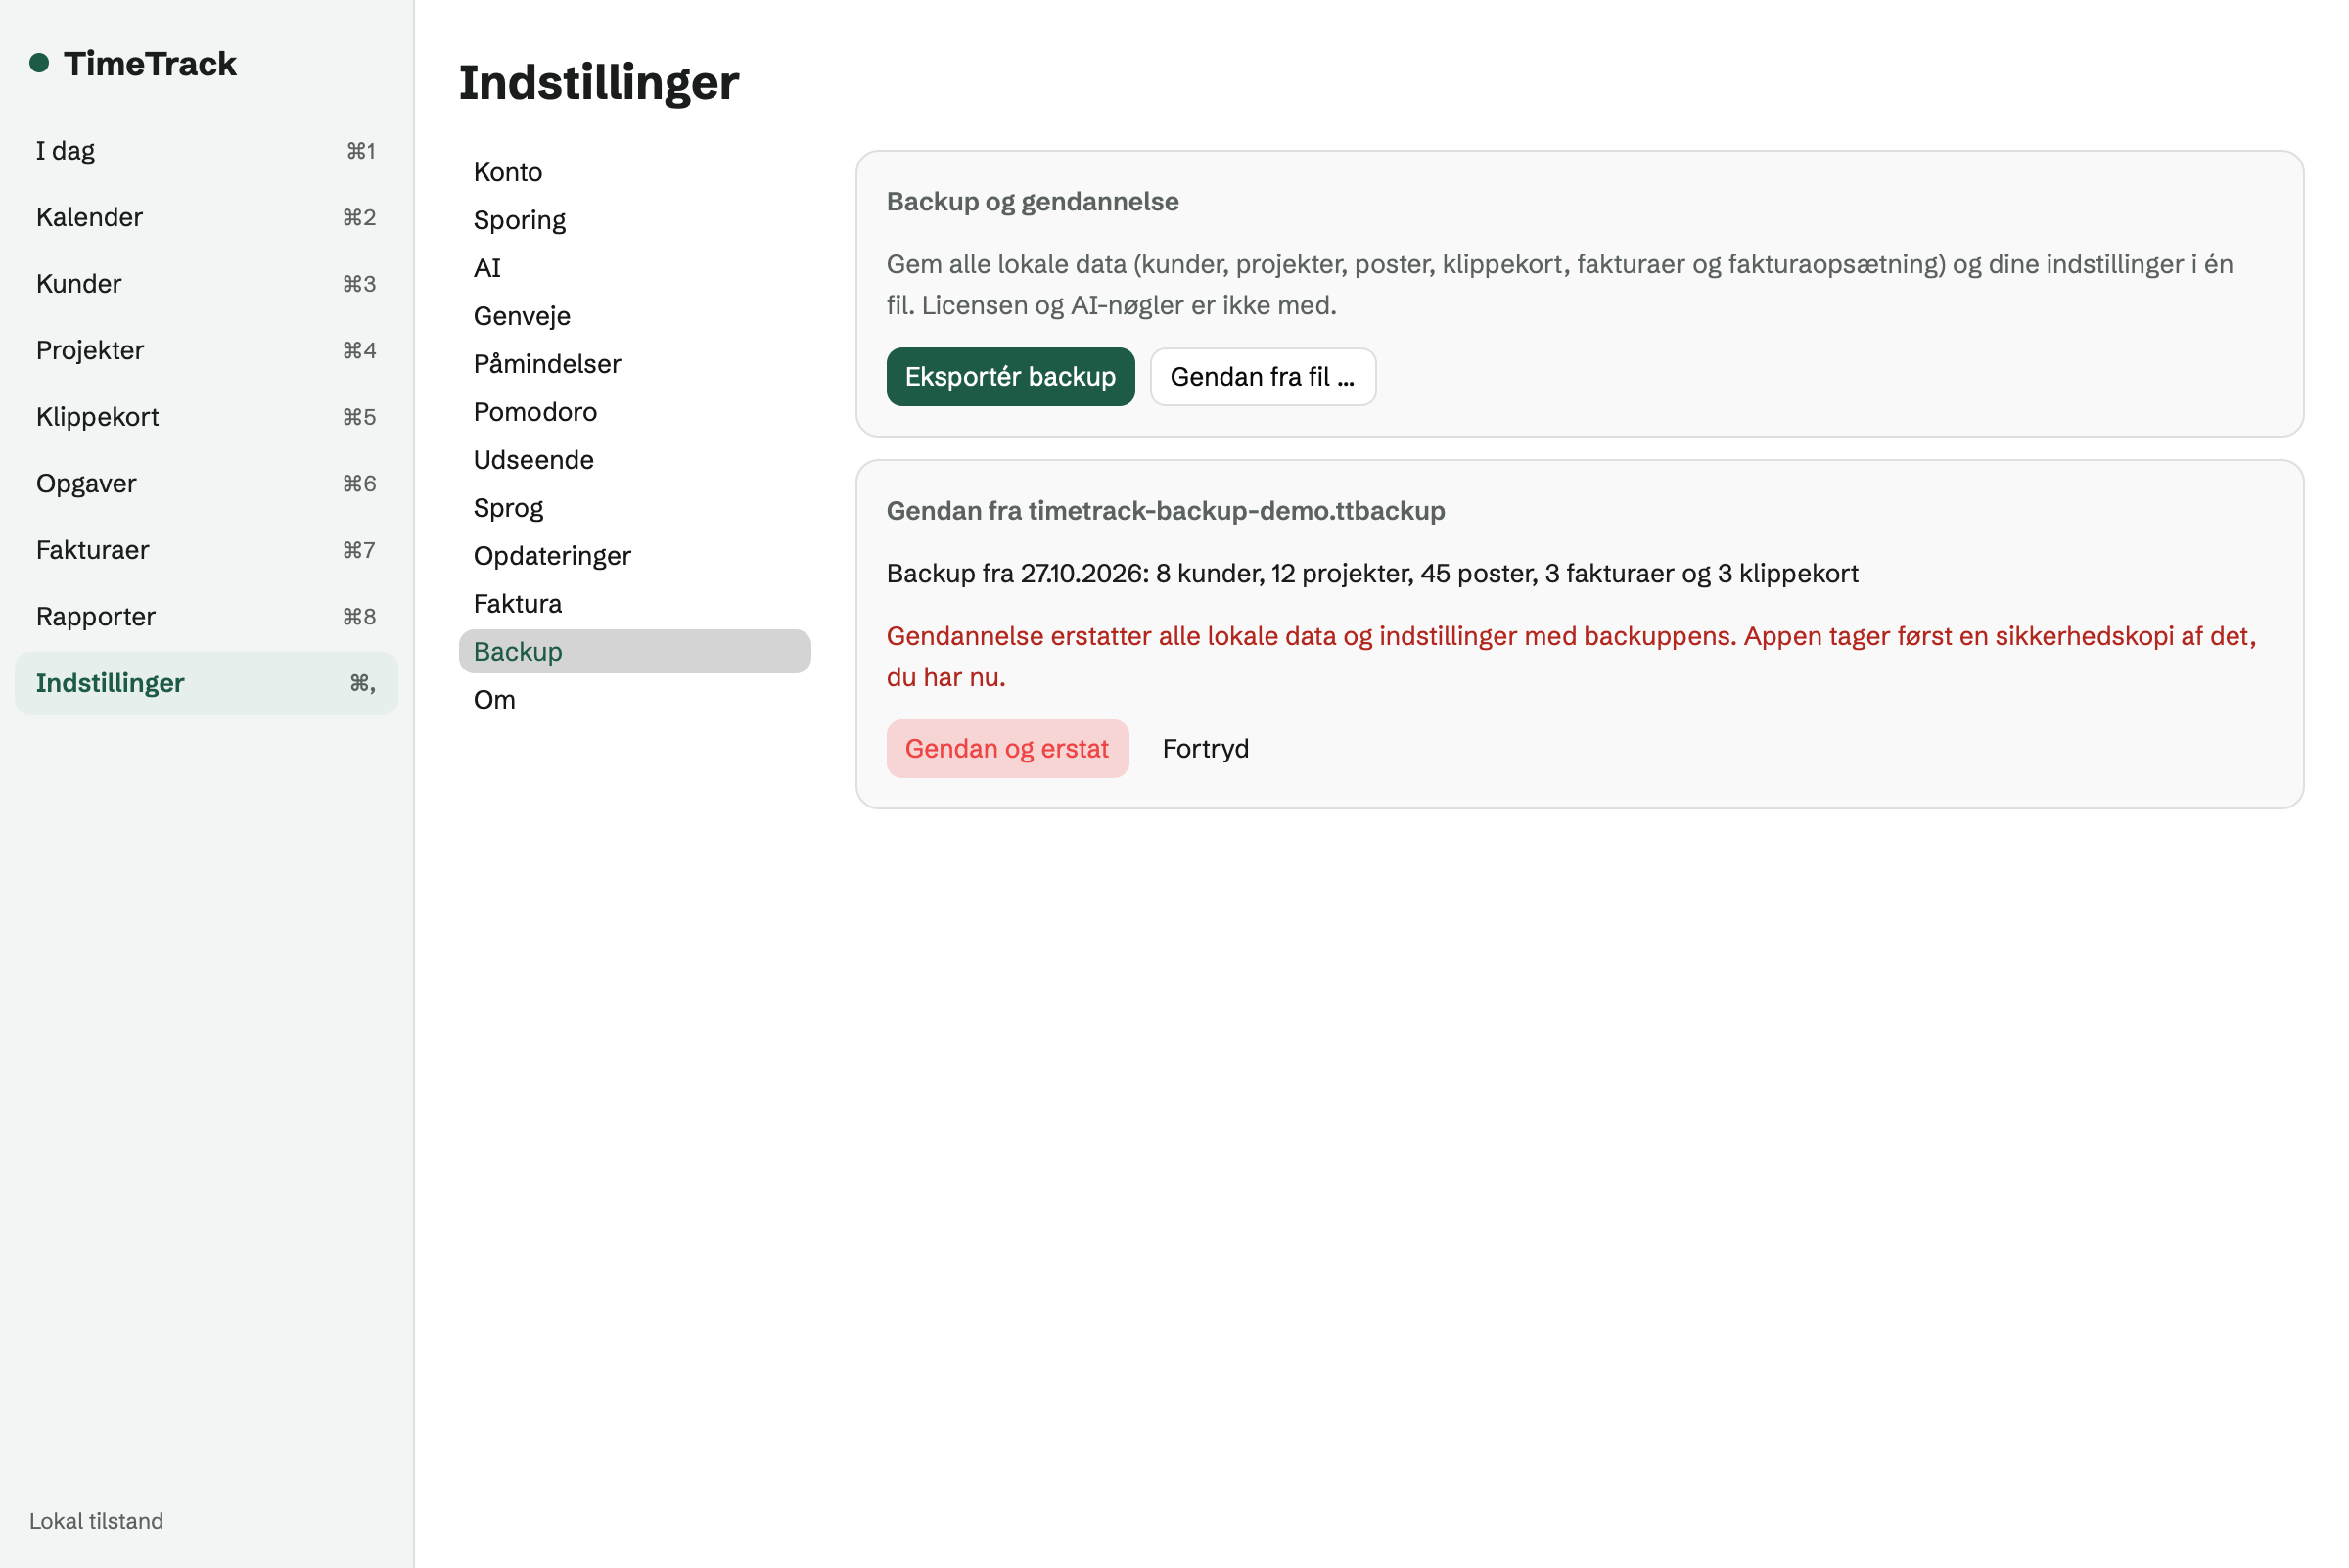 TimeTrack
I dag ⌘1
Kalender ⌘2
Kunder ⌘3
Projekter ⌘4
Klippekort ⌘5
Opgaver ⌘6
Fakturaer ⌘7
Rapporter ⌘8
Indstillinger ⌘,
Lokal tilstand
Indstillinger
Konto
Sporing
AI
Genveje
Påmindelser
Pomodoro
Udseende
Sprog
Opdateringer
Faktura
Backup
Om
Backup og gendannelse
Gem alle lokale data (kunder, projekter, poster, klippekort, fakturaer og fakturaopsætning) og dine indstillinger i én
fil. Licensen og AI-nøgler er ikke med.
Eksportér backup Gendan fra fil ...
Gendan fra timetrack-backup-demo.ttbackup
Backup fra 27.10.2026: 8 kunder, 12 projekter, 45 poster, 3 fakturaer og 3 klippekort
Gendannelse erstatter alle lokale data og indstillinger med backuppens. Appen tager først en sikkerhedskopi af det,
du har nu.
Gendan og erstat Fortryd